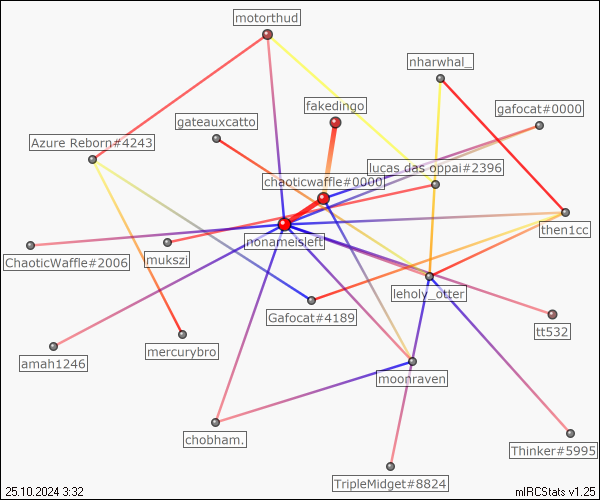 motorthud
nharwhal_
fakedingo
gafocat#0000
gateauxcatto
Azure Reborn#4243
lucas das oppai#2396
chaoticwaffle#0000
then1cc
nonameisleft
mukszi
ChaoticWaffle#2006
leholy_otter
Gafocat#4189
tt532
mercurybro
amah1246
moonraven
chobham.
Thinker#5995
TripleMidget#8824
25.10.2024 3:32
mIRCStats v1.25